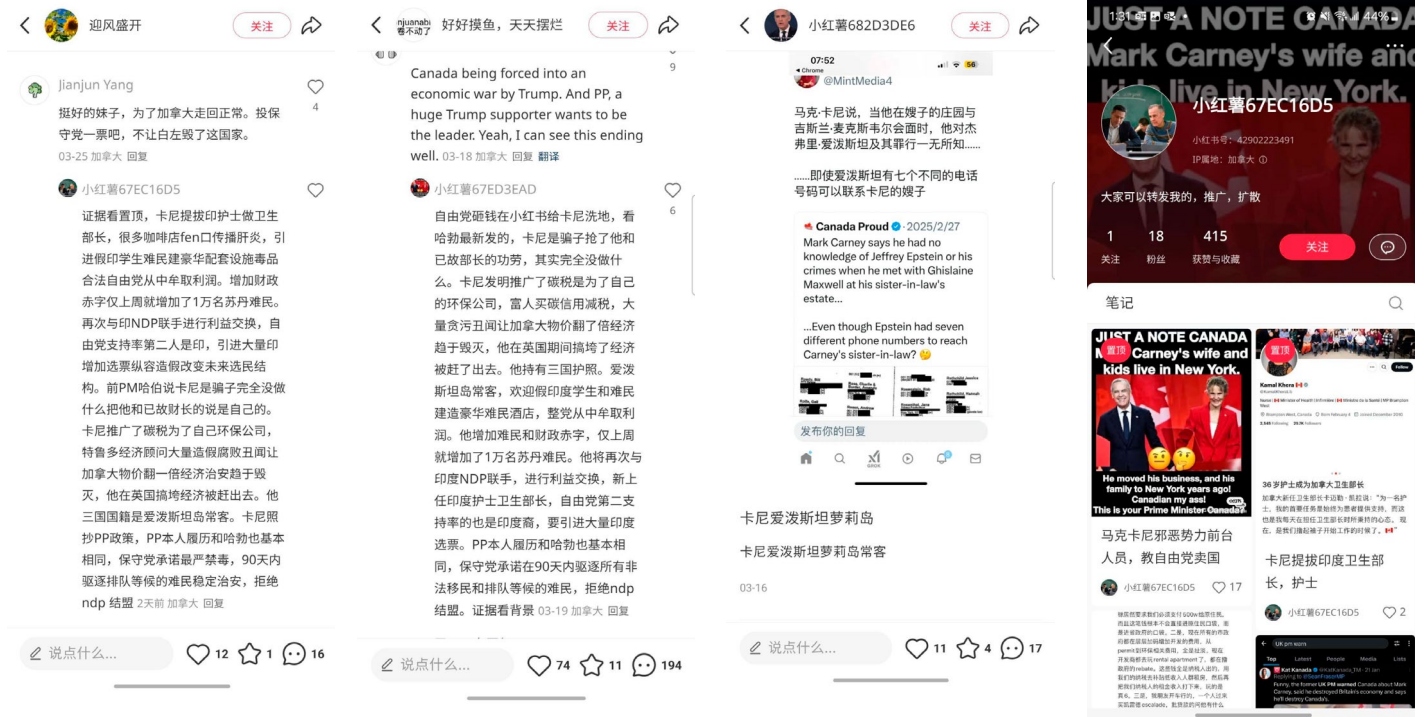 迎风盛开
关注
Jianjun Yang
4
挺好的妹子，为了加拿大走回正常。投保
守党一票吧，不让白左毁了这国家。
03-25 加拿大 回复
小红薯67EC16D5
证据看置顶，卡尼提拔印护士做卫生
部长，很多咖啡店fen口传播肝炎，引
进假印学生难民建豪华配套设施毒品
合法自由党从中牟取利润。增加财政
赤字仅上周就增加了1万名苏丹难民。
再次与印NDP联手进行利益交换，自
由党支持率第二人是印，引进大量印
增加选票纵容造假改变未来选民结
构。前PM哈伯说卡尼是骗子完全没做
什么把他和已故财长的说是自己的。
卡尼推广了碳税为了自己环保公司，
特鲁多经济顾问大量造假腐败丑闻让
加拿大物价翻一倍经济治安趋于毁
灭，他在英国搞垮经济被赶出去。他
三国国籍是爱泼斯坦岛常客。卡尼照
抄PP政策，PP本人履历和哈勃也基本
相同，保守党承诺最严禁毒，90天内
驱逐排队等候的难民稳定治安，拒绝
ndp 结盟 2天前 加拿大 回复
说点什么...
12
1
16
njuanabi
卷不动了
好好摸鱼，天天摆烂
关注
9
Canada being forced into an
economic war by Trump. And PP, a
huge Trump supporter wants to be
the leader. Yeah, I can see this ending
well. 03-18 加拿大 回复 翻译
小红薯67ED3EAD
6
自由党砸钱在小红书给卡尼洗地，看
哈勃最新发的，卡尼是骗子抢了他和
已故部长的功劳，其实完全没做什
么。卡尼发明推广了碳税是为了自己
的环保公司，富人买碳信用减税，大
量贪污丑闻让加拿大物价翻了倍经济
趋于毁灭，他在英国期间搞垮了经济
被赶了出去。他持有三国护照。爱泼
斯坦岛常客，欢迎假印度学生和难民
建造豪华难民酒店，整党从中牟取利
润。他增加难民和财政赤字，仅上周
就增加了1万名苏丹难民。他将再次与
印度NDP联手，进行利益交换，新上
任印度护士卫生部长，自由党第二支
持率的也是印度裔，要引进大量印度
选票。PP本人履历和哈勃也基本相
同，保守党承诺在90天内驱逐所有非
法移民和排队等候的难民，拒绝ndp
结盟。证据看背景 03-19 加拿大 回复
说点什么...
74
11
194
小红薯682D3DE6
关注
07:52
Chrome
56
@MintMedia4
马克·卡尼说，当他在嫂子的庄园与
吉斯兰·麦克斯韦尔会面时，他对杰
弗里·爱泼斯坦及其罪行一无所知......
......即使爱泼斯坦有七个不同的电话
号码可以联系卡尼的嫂子
Canada Proud · 2025/2/27
Mark Carney says he had no
knowledge of Jeffrey Epstein or his
crimes when he met with Ghislaine
Maxwell at his sister-in-law's
estate...
...Even though Epstein had seven
different phone numbers to reach
Carney's sister-in-law? 🤔
发布你的回复
卡尼爱泼斯坦萝莉岛
卡尼爱泼斯坦萝莉岛常客
03-16
说点什么...
11
4
17
1:31
44%
JUST A NOTE CANADA
Mark Carney's wife and
kids live in New York.
小红薯67EC16D5
小红书号：42902223491
IP属地：加拿大
大家可以转发我的，推广，扩散
1
18
415
关注
粉丝
获赞与收藏
关注
笔记
置顶
JUST A NOTE CANADA
Carney's wife and
kids live in New York.
He moved his business, and his
family to New York years ago!
Canadian my ass!
This is your Prime Minister Canada?
马克卡尼邪恶势力前台
人员，教自由党卖国
小红薯67EC16D5
17
置顶
Kamal Khera
36岁护士成为加拿大卫生部长
卡尼提拔印度卫生部
长，护士
小红薯67EC16D5
2
UK pm warn
Top
Latest
People
Media
Lists
Kat Kanada
Funny, the former UK PM warned Canada about Mark
Carney, said he destroyed Britain's economy and says
he'll destroy Canada's.